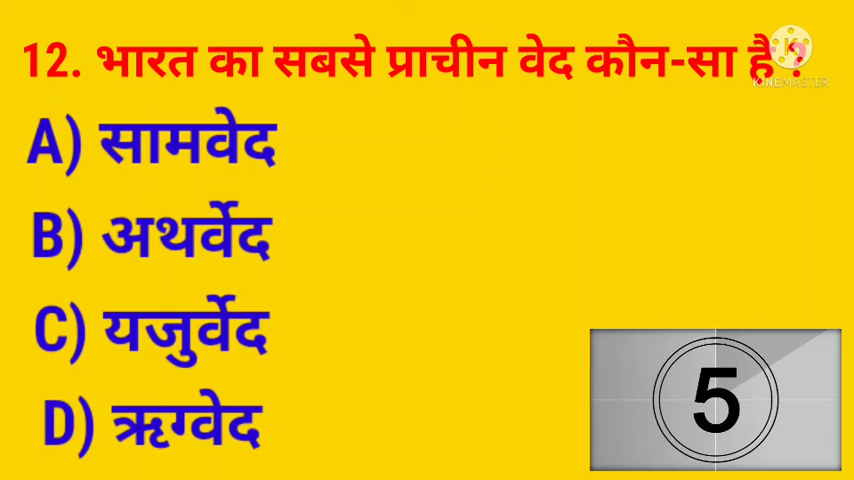 12. भारत का सबसे प्राचीन वेद कौन-सा है ?
KINEMASTER
A) सामवेद
B) अथर्वेद
C) यजुर्वेद
D) ऋग्वेद
5